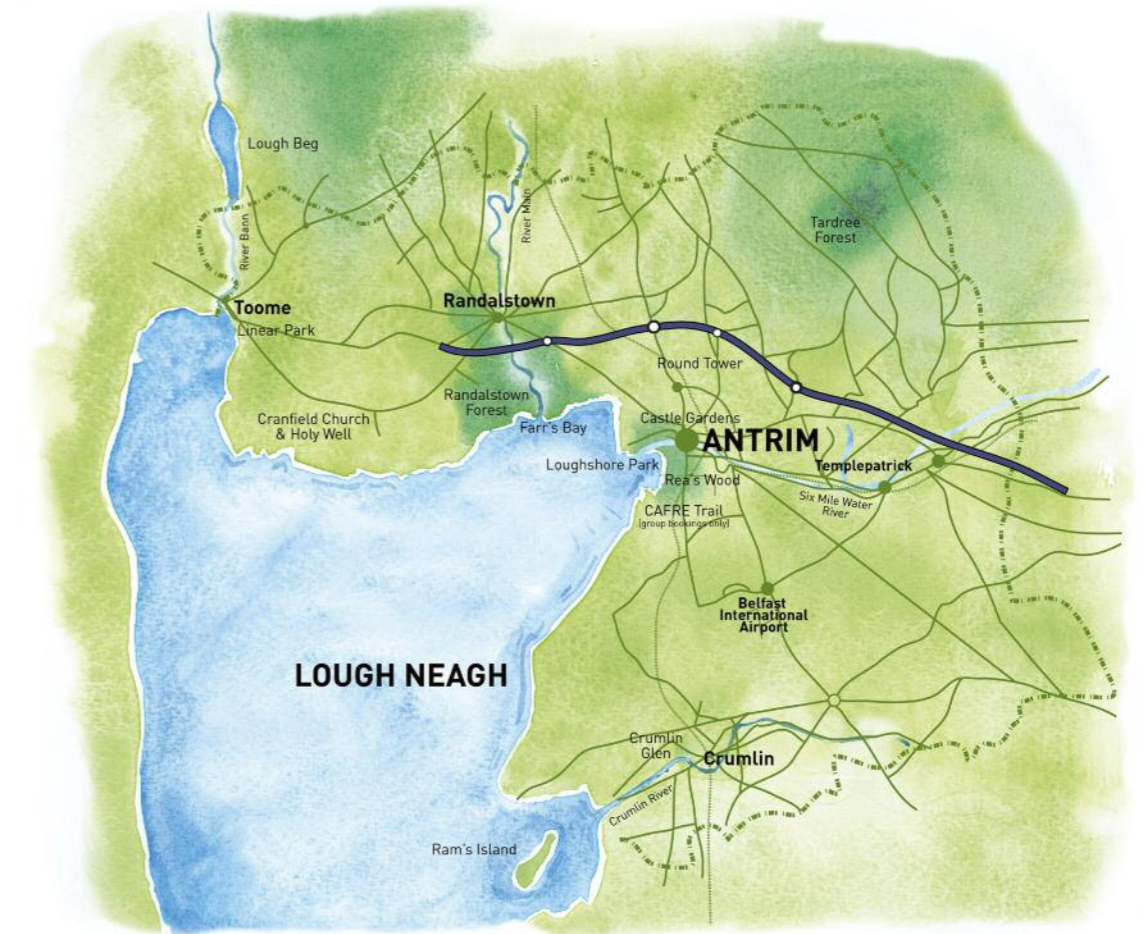 Lough Beg
River Bann
River Main
Tardree
Forest
Toome
Linear Park
Randalstown
Round Tower
Randalstown
Forest
Cranfield Church
& Holy Well
Farr's Bay
Castle Gardens
ANTRIM
Loughshore Park
Rea's Wood
Templepatrick
Six Mile Water
River
CAFRE Trail
(group bookings only)
Belfast
International
Airport
LOUGH NEAGH
Crumlin
Glen
Crumlin
Crumlin River
Ram's Island